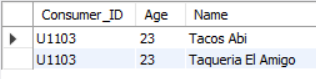 Consumer_ID Age Name
U1103 23 Tacos Abi
U1103 23 Taqueria El Amigo